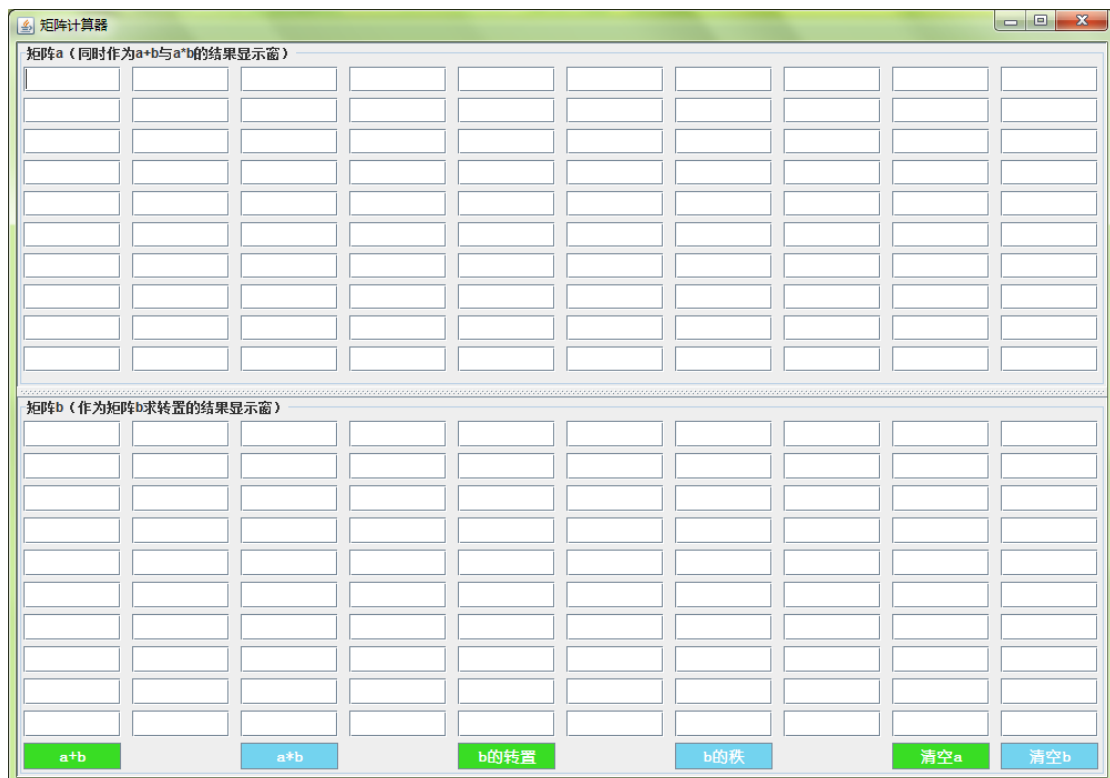 矩阵计算器
矩阵a（同时作为a+b与a*b的结果显示窗）
矩阵b（作为矩阵b求转置的结果显示窗）
a+b a*b b的转置 b的秩 清空a 清空b